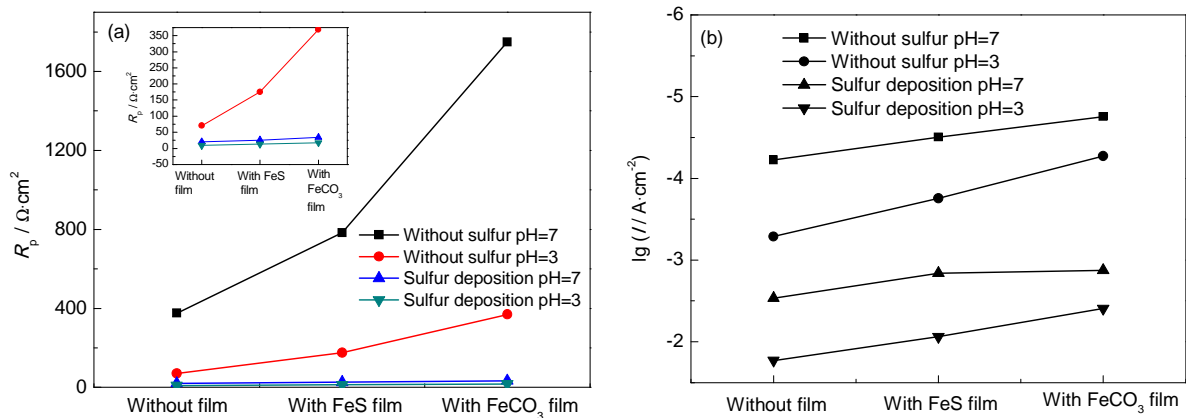 (a)
Rp / Ω·cm²
1600
1200
800
400
0
350
300
250
200
150
100
50
0
-50
Rp / Ω·cm²
Without
film
With FeS
film
With
FeCO₃
film
Without sulfur pH=7
Without sulfur pH=3
Sulfur deposition pH=7
Sulfur deposition pH=3
Without film
With FeS film
With FeCO₃ film
(b)
lg (I / A·cm⁻²)
-6
-5
-4
-3
-2
Without sulfur pH=7
Without sulfur pH=3
Sulfur deposition pH=7
Sulfur deposition pH=3
Without film
With FeS film
With FeCO₃ film